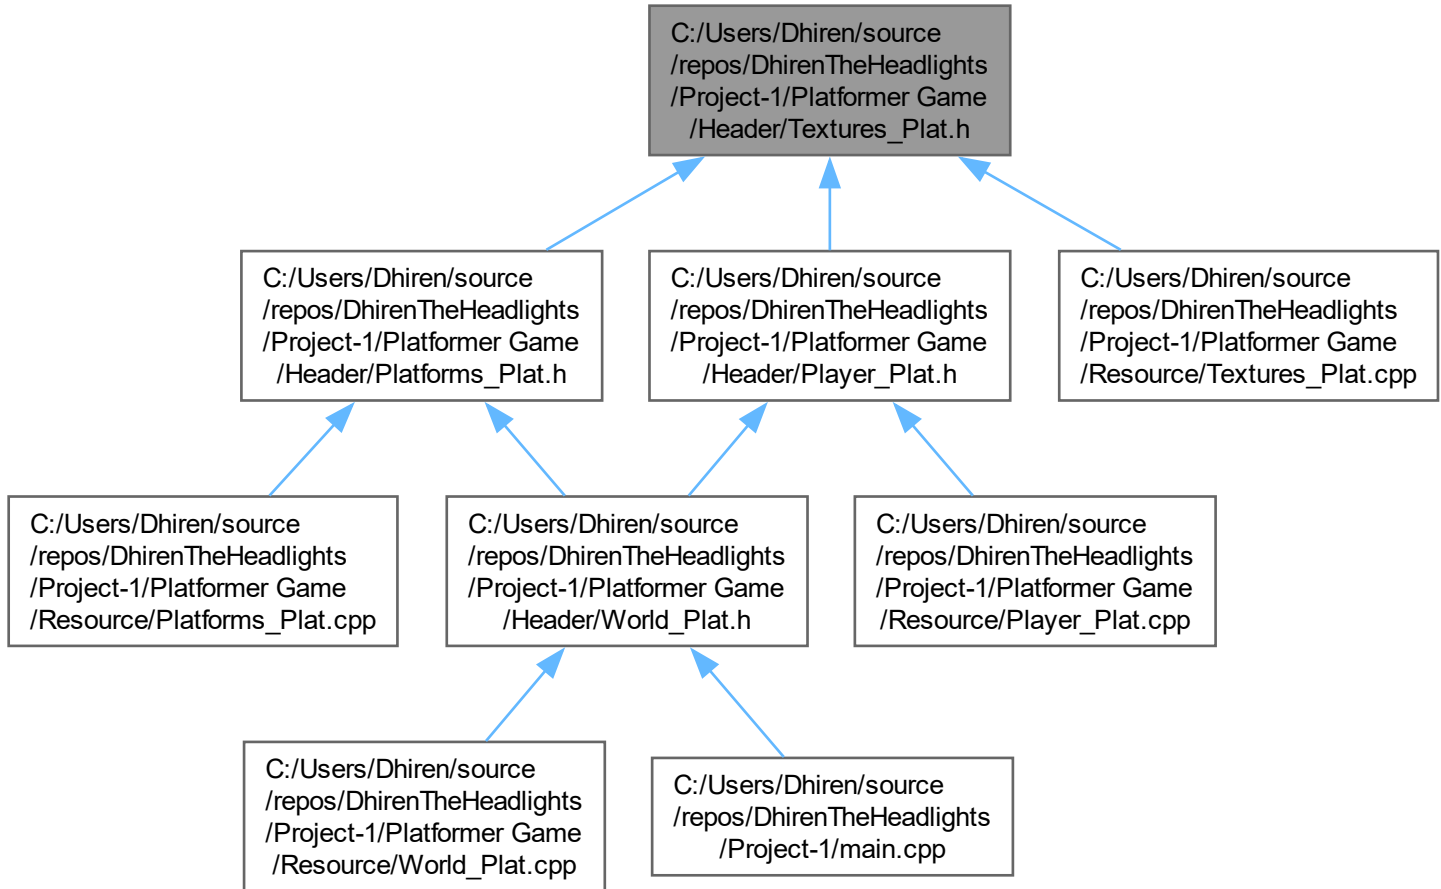 C:/Users/Dhiren/source
/repos/DhirenTheHeadlights
/Project-1/Platformer Game
/Header/Textures_Plat.h
C:/Users/Dhiren/source
/repos/DhirenTheHeadlights
/Project-1/Platformer Game
/Header/Platforms_Plat.h
C:/Users/Dhiren/source
/repos/DhirenTheHeadlights
/Project-1/Platformer Game
/Header/Player_Plat.h
C:/Users/Dhiren/source
/repos/DhirenTheHeadlights
/Project-1/Platformer Game
/Resource/Textures_Plat.cpp
C:/Users/Dhiren/source
/repos/DhirenTheHeadlights
/Project-1/Platformer Game
/Resource/Platforms_Plat.cpp
C:/Users/Dhiren/source
/repos/DhirenTheHeadlights
/Project-1/Platformer Game
/Header/World_Plat.h
C:/Users/Dhiren/source
/repos/DhirenTheHeadlights
/Project-1/Platformer Game
/Resource/Player_Plat.cpp
C:/Users/Dhiren/source
/repos/DhirenTheHeadlights
/Project-1/Platformer Game
/Resource/World_Plat.cpp
C:/Users/Dhiren/source
/repos/DhirenTheHeadlights
/Project-1/main.cpp